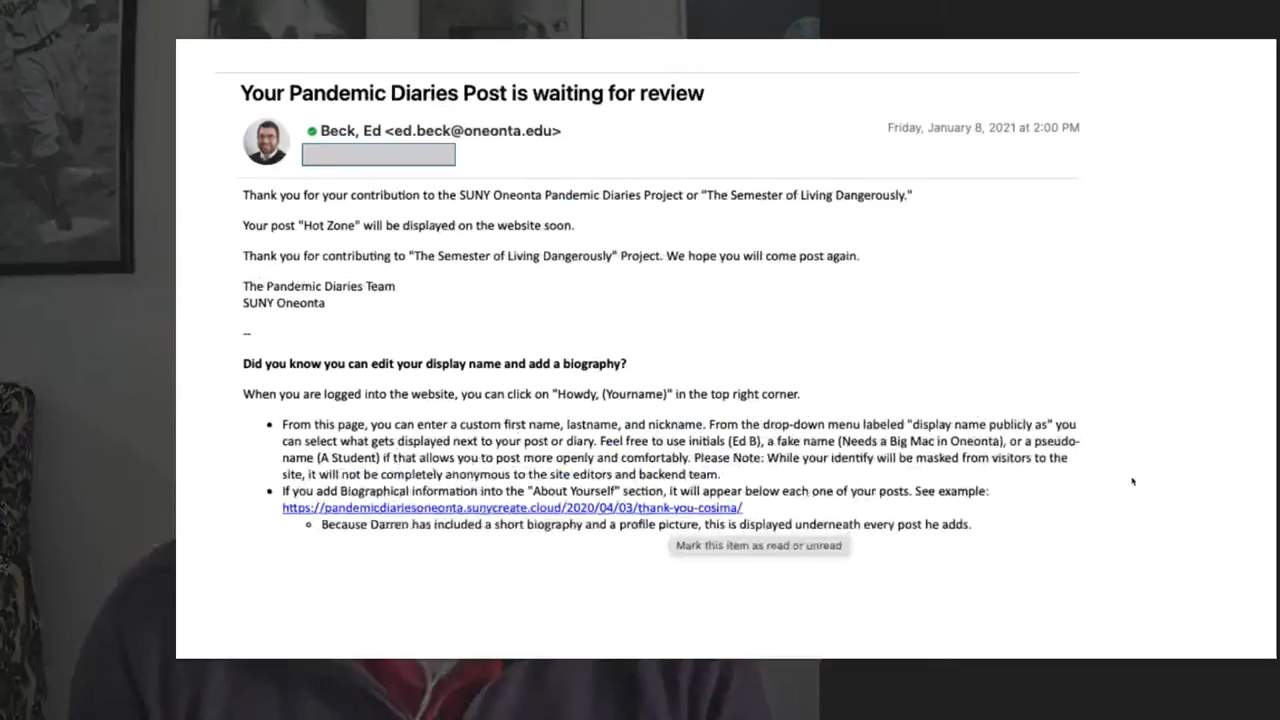 Your Pandemic Diaries Post is waiting for review
Beck, Ed <ed.beck@oneonta.edu>
Friday, January 8, 2021 at 2:00 PM
Thank you for your contribution to the SUNY Oneonta Pandemic Diaries Project or "The Semester of Living Dangerously."
Your post "Hot Zone" will be displayed on the website soon.
Thank you for contributing to "The Semester of Living Dangerously" Project. We hope you will come post again.
The Pandemic Diaries Team
SUNY Oneonta
--
Did you know you can edit your display name and add a biography?
When you are logged into the website, you can click on "Howdy, (Yourname)" in the top right corner.
• From this page, you can enter a custom first name, lastname, and nickname. From the drop-down menu labeled "display name publicly as" you
can select what gets displayed next to your post or diary. Feel free to use initials (Ed B), a fake name (Needs a Big Mac in Oneonta), or a pseudo-
name (A Student) if that allows you to post more openly and comfortably. Please Note: While your identify will be masked from visitors to the
site, it will not be completely anonymous to the site editors and backend team.
• If you add Biographical information into the "About Yourself" section, it will appear below each one of your posts. See example:
https://pandemicdiariesoneonta.sunycreate.cloud/2020/04/03/thank-you-cosima/
○ Because Darren has included a short biography and a profile picture, this is displayed underneath every post he adds.
Mark this item as read or unread